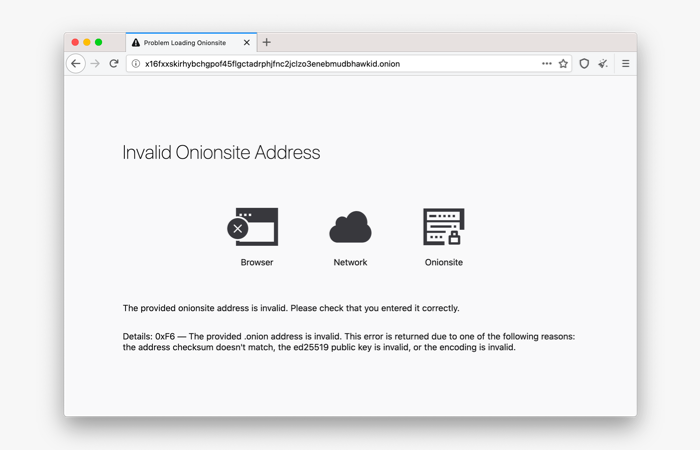 Problem Loading Onionsite
x16fxxskirhybchgpof45flgctadrphjfnc2jclzo3enebmudbhawkid.onion
Invalid Onionsite Address
Browser
Network
Onionsite
The provided onionsite address is invalid. Please check that you entered it correctly.
Details: 0xF6 — The provided .onion address is invalid. This error is returned due to one of the following reasons:
the address checksum doesn't match, the ed25519 public key is invalid, or the encoding is invalid.